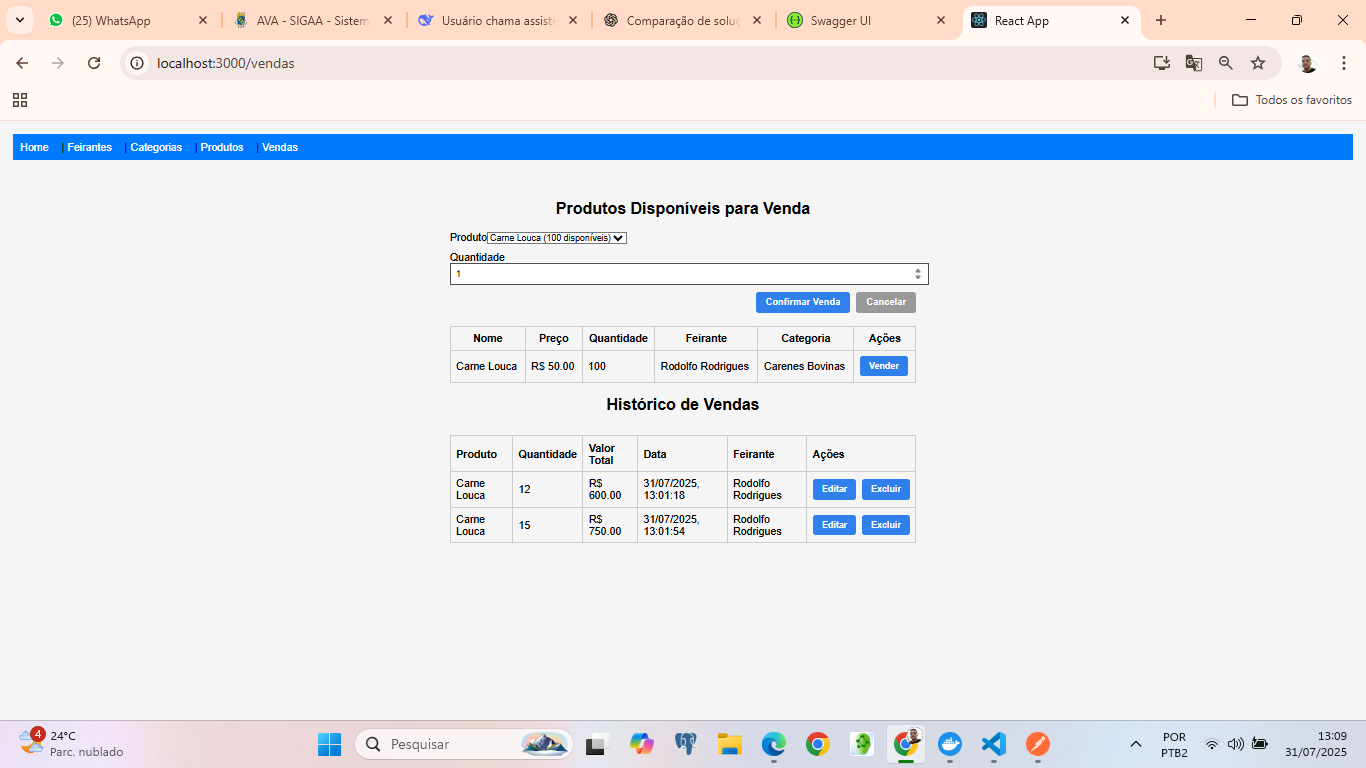 (25) WhatsApp
AVA - SIGAA - Sistem
Usuário chama assist
Comparação de solu
Swagger UI
React App
localhost:3000/vendas
Todos os favoritos
Home | Feirantes | Categorias | Produtos | Vendas
Produtos Disponíveis para Venda
Produto Carne Louca (100 disponíveis)
Quantidade
1
Confirmar Venda Cancelar
Nome Preço Quantidade Feirante Categoria Ações
Carne Louca R$ 50.00 100 Rodolfo Rodrigues Carenes Bovinas Vender
Histórico de Vendas
Produto Quantidade Valor Total Data Feirante Ações
Carne Louca 12 R$ 600.00 31/07/2025, 13:01:18 Rodolfo Rodrigues Editar Excluir
Carne Louca 15 R$ 750.00 31/07/2025, 13:01:54 Rodolfo Rodrigues Editar Excluir
4
24°C
Parc. nublado
Pesquisar
POR
PTB2
13:09
31/07/2025